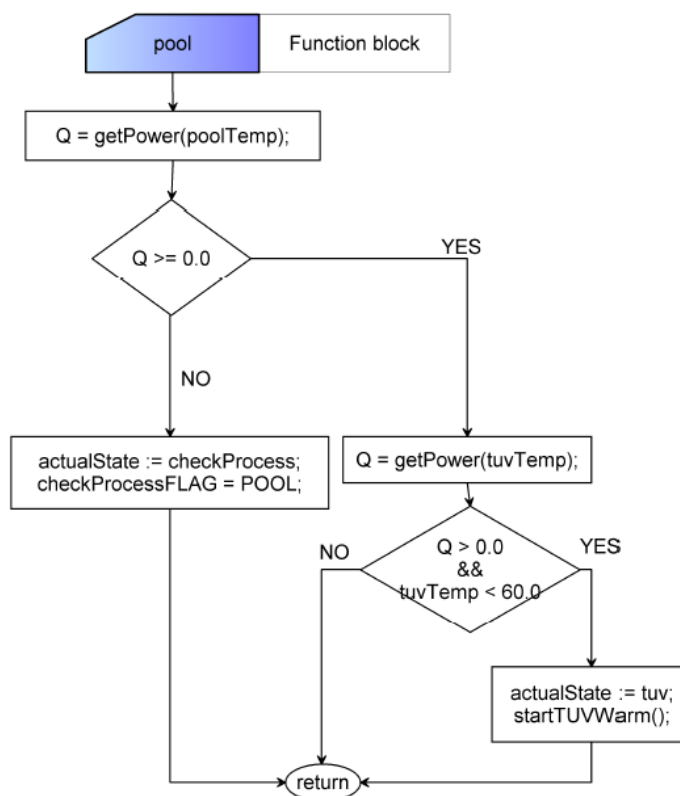 pool
Function block
Q = getPower(poolTemp);
Q >= 0.0
YES
NO
actualState := checkProcess;
checkProcessFLAG = POOL;
Q = getPower(tuvTemp);
NO
Q > 0.0
&&
tuvTemp < 60.0
YES
actualState := tuv;
startTUVWarm();
return